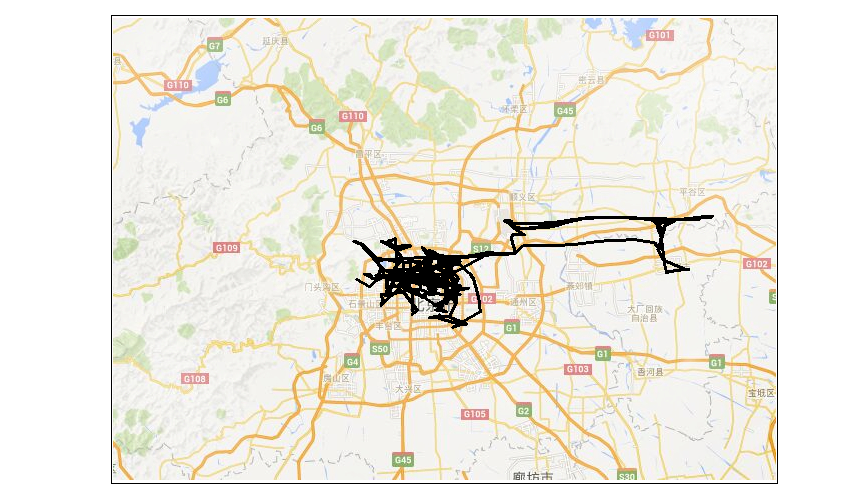 G101
延庆县
G7
密云县
G110
G6
怀柔区
G45
G110
G6
昌平区
平谷区
顺义区
G109
S12
G102
门头沟区
燕郊镇
石景山
G102
通州区
大厂回族
自治县
丰台区
G1
S50
G4
G1
G1
G103
香河县
G108
房山区
大兴区
宝坻区
G105
G2
G45
廊坊市
S30